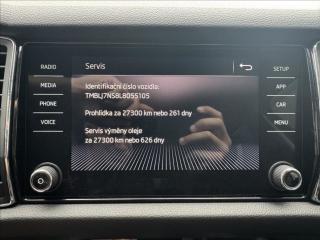 RADIO
MEDIA
PHONE
VOICE
Servis
Identifikační číslo vozidla:
TMBLJ7NS8L8055105
Prohlídka za 27300 km nebo 261 dny
Servis výměny oleje
za 27300 km nebo 626 dny
SETUP
APP
CAR
MENU